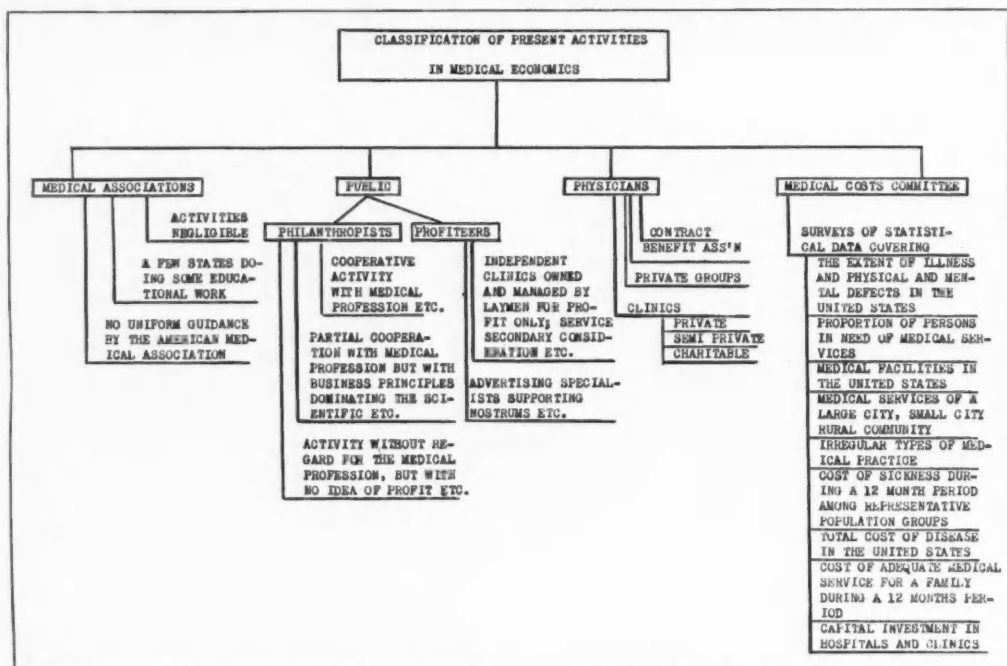 CLASSIFICATION OF PRESENT ACTIVITIES
IN MEDICAL ECONOMICS
MEDICAL ASSOCIATIONS
ACTIVITIES
NEGLIGIBLE
A FEW STATES DO-
ING SOME EDUCA-
TIONAL WORK
NO UNIFORM GUIDANCE
BY THE AMERICAN MED-
ICAL ASSOCIATION
PUBLIC
PHILANTHROPISTS
COOPERATIVE
ACTIVITY
WITH MEDICAL
PROFESSION ETC.
PARTIAL COOPERA-
TION WITH MEDICAL
PROFESSION BUT WITH
BUSINESS PRINCIPLES
DOMINATING THE SCI-
ENTIFIC ETC.
ACTIVITY WITHOUT RE-
GARD FOR THE MEDICAL
PROFESSION, BUT WITH
NO IDEA OF PROFIT ETC.
PROFITEERS
INDEPENDENT
CLINICS OWNED
AND MANAGED BY
LAYMEN FOR PRO-
FIT ONLY; SERVICE
SECONDARY CONSID-
ERATION ETC.
ADVERTISING SPECIAL-
ISTS SUPPORTING
NOSTRUMS ETC.
PHYSICIANS
CONTRACT
BENEFIT ASS'N
PRIVATE GROUPS
CLINICS
PRIVATE
SEMI PRIVATE
CHARITABLE
MEDICAL COSTS COMMITTEE
SURVEYS OF STATISTI-
CAL DATA COVERING
THE EXTENT OF ILLNESS
AND PHYSICAL AND MEN-
TAL DEFECTS IN THE
UNITED STATES
PROPORTION OF PERSONS
IN NEED OF MEDICAL SER-
VICES
MEDICAL FACILITIES IN
THE UNITED STATES
MEDICAL SERVICES OF A
LARGE CITY, SMALL CITY
RURAL COMMUNITY
IRREGULAR TYPES OF MED-
ICAL PRACTICE
COST OF SICKNESS DUR-
ING A 12 MONTH PERIOD
AMONG REPRESENTATIVE
POPULATION GROUPS
TOTAL COST OF DISEASE
IN THE UNITED STATES
COST OF ADEQUATE MEDICAL
SERVICE FOR A FAMILY
DURING A 12 MONTHS PER-
IOD
CAPITAL INVESTMENT IN
HOSPITALS AND CLINICS